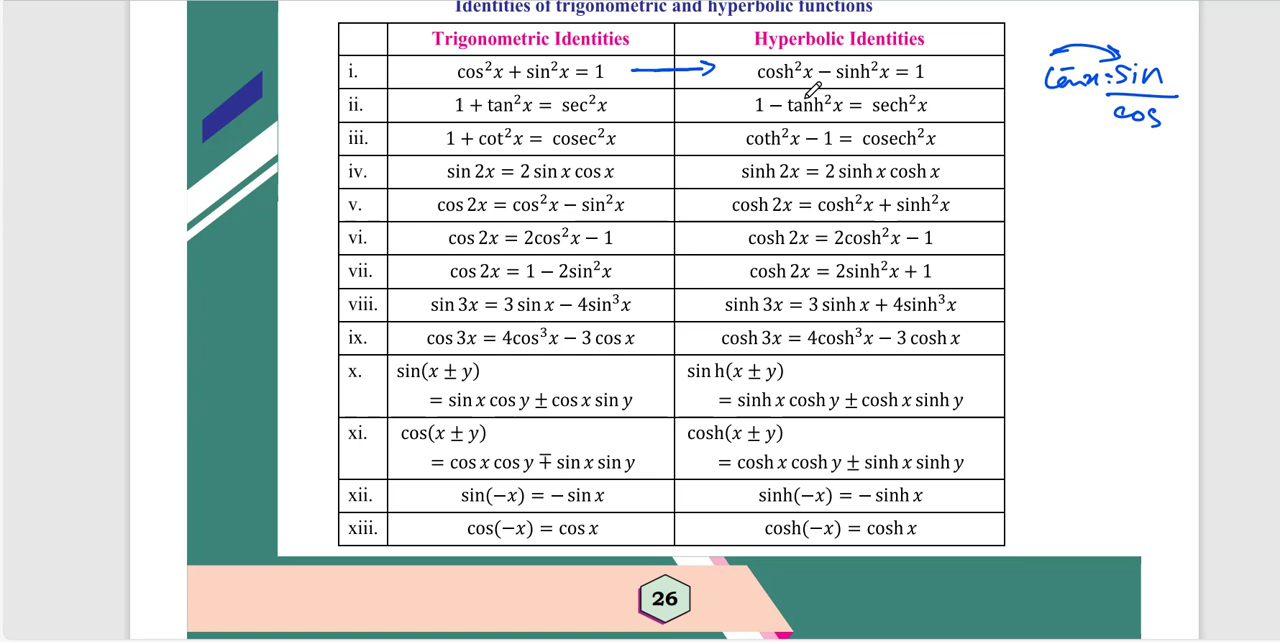 Identities of trigonometric and hyperbolic functions
Trigonometric Identities Hyperbolic Identities
i. cos²x + sin²x = 1 cosh²x − sinh²x = 1
ii. 1 + tan²x = sec²x 1 − tanh²x = sech²x
iii. 1 + cot²x = cosec²x coth²x − 1 = cosech²x
iv. sin 2x = 2 sin x cos x sinh 2x = 2 sinh x cosh x
v. cos 2x = cos²x − sin²x cosh 2x = cosh²x + sinh²x
vi. cos 2x = 2cos²x − 1 cosh 2x = 2cosh²x − 1
vii. cos 2x = 1 − 2sin²x cosh 2x = 2sinh²x + 1
viii. sin 3x = 3 sin x − 4sin³x sinh 3x = 3 sinh x + 4sinh³x
ix. cos 3x = 4cos³x − 3 cos x cosh 3x = 4cosh³x − 3 cosh x
x. sin(x ± y) sin h(x ± y)
= sin x cos y ± cos x sin y = sinh x cosh y ± cosh x sinh y
xi. cos(x ± y) cosh(x ± y)
= cos x cos y ∓ sin x sin y = cosh x cosh y ± sinh x sinh y
xii. sin(−x) = − sin x sinh(−x) = − sinh x
xiii. cos(−x) = cos x cosh(−x) = cosh x
26
tanx = sin
cos